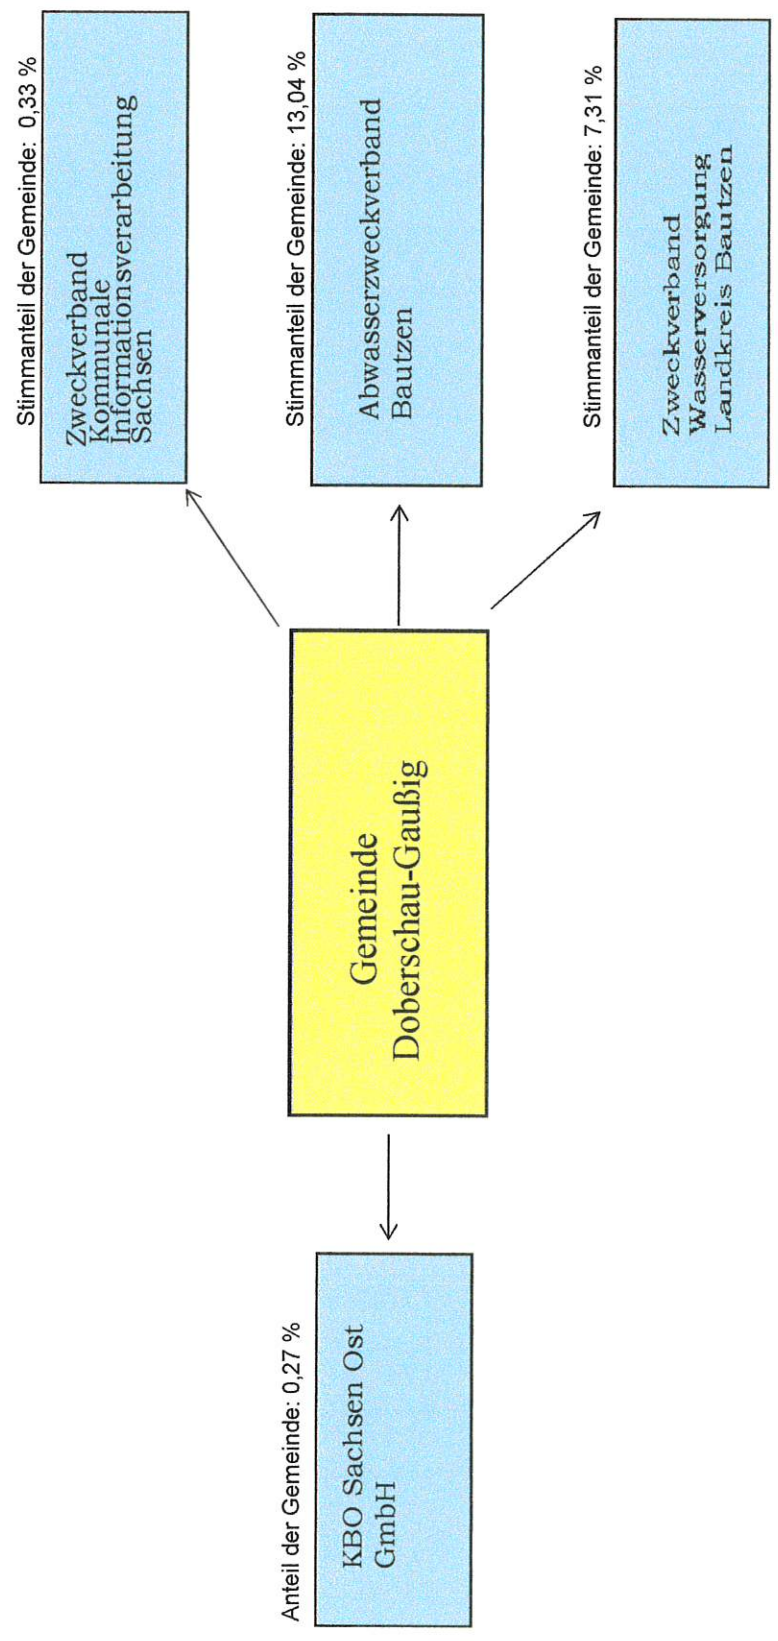 Anteil der Gemeinde: 0,27 %
KBO Sachsen Ost
GmbH
Gemeinde
Doberschau-Gaußig
Stimmanteil der Gemeinde: 0,33 %
Zweckverband
Kommunale
Informationsverarbeitung
Sachsen
Stimmanteil der Gemeinde: 13,04 %
Abwasserzweckverband
Bautzen
Stimmanteil der Gemeinde: 7,31 %
Zweckverband
Wasserversorgung
Landkreis Bautzen